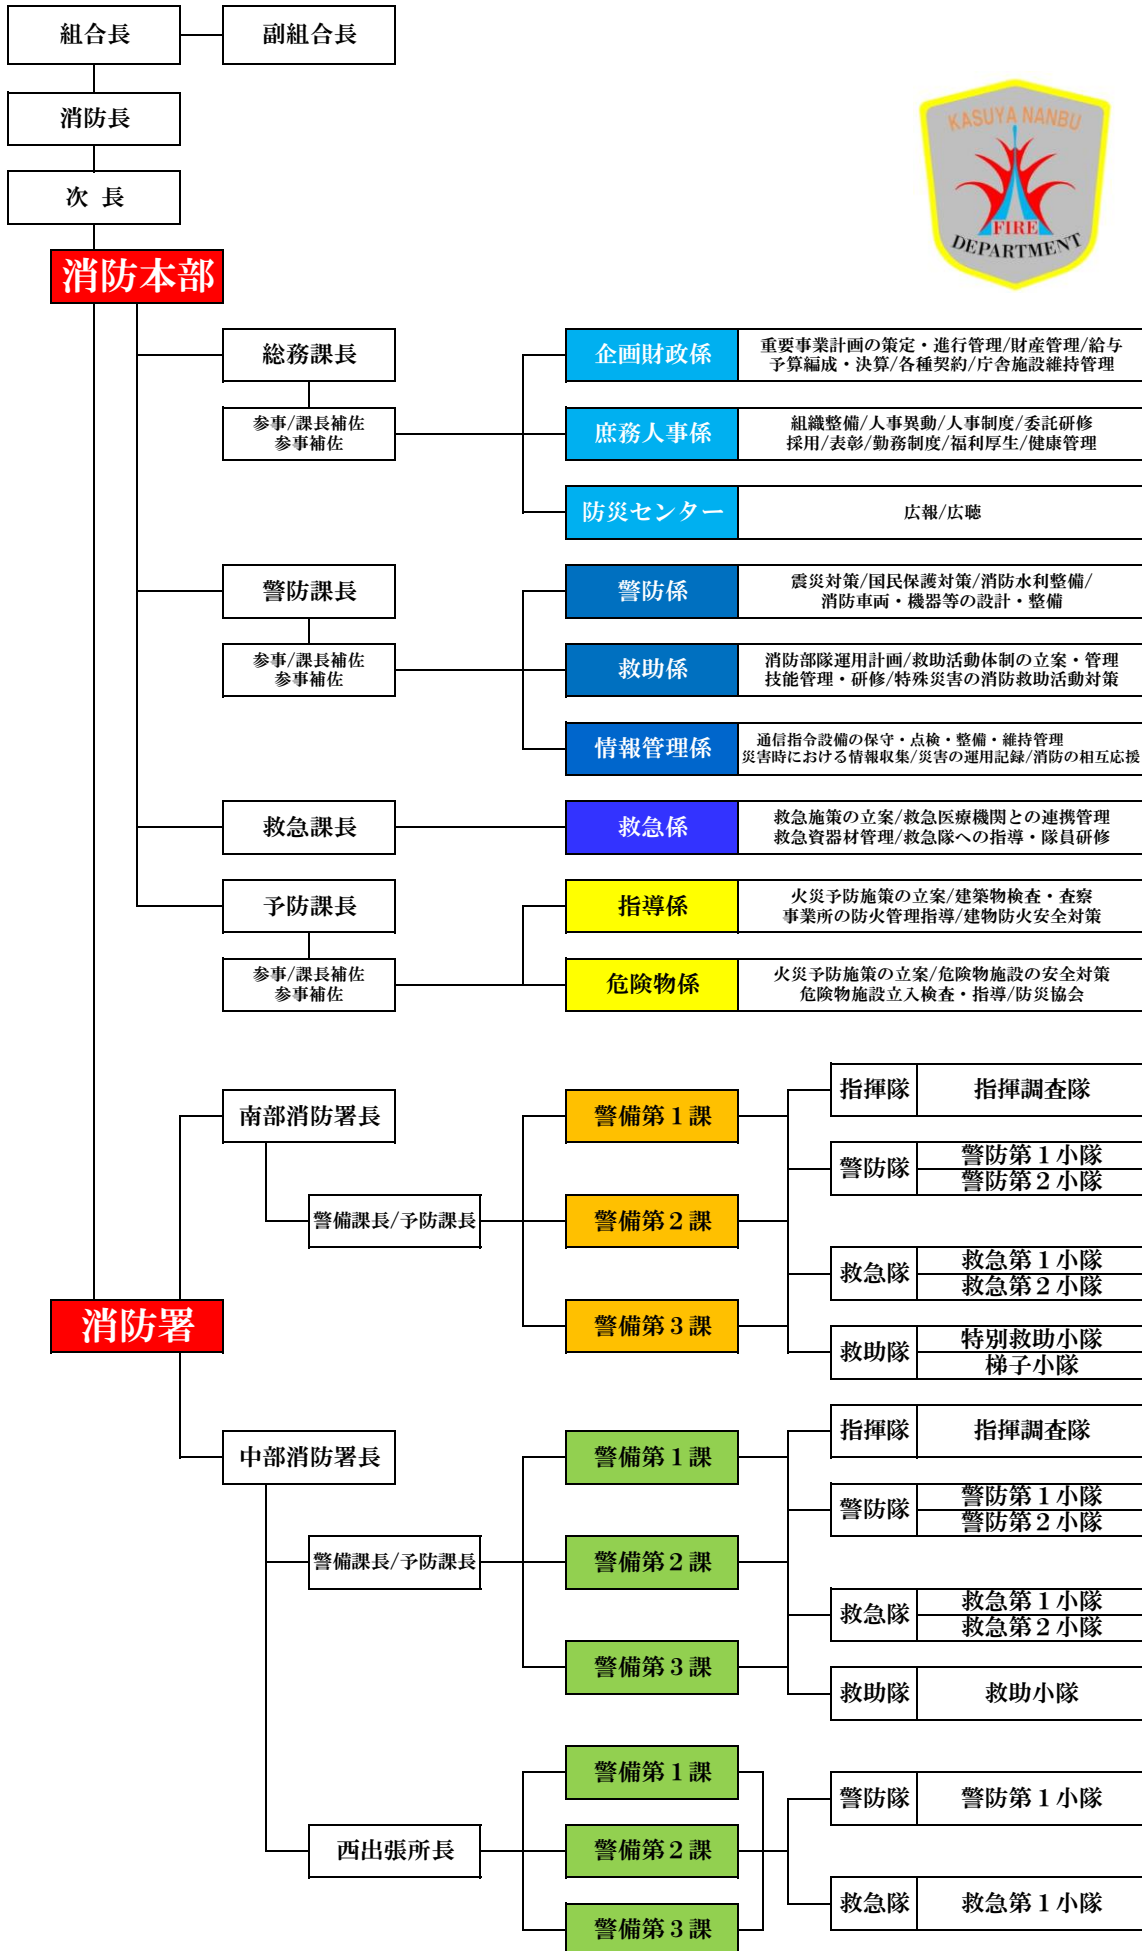 組合長
副組合長
消防長
次 長
KASUYA NANBU
FIRE
DEPARTMENT
消防本部
総務課長
参事/課長補佐
参事補佐
企画財政係
重要事業計画の策定・進行管理/財産管理/給与
予算編成・決算/各種契約/庁舎施設維持管理
庶務人事係
組織整備/人事異動/人事制度/委託研修
採用/表彰/勤務制度/福利厚生/健康管理
防災センター
広報/広聴
警防課長
参事/課長補佐
参事補佐
警防係
震災対策/国民保護対策/消防水利整備/
消防車両・機器等の設計・整備
救助係
消防部隊運用計画/救助活動体制の立案・管理
技能管理・研修/特殊災害の消防救助活動対策
情報管理係
通信指令設備の保守・点検・整備・維持管理
災害時における情報収集/災害の運用記録/消防の相互応援
救急課長
救急係
救急施策の立案/救急医療機関との連携管理
救急資器材管理/救急隊への指導・隊員研修
予防課長
参事/課長補佐
参事補佐
指導係
火災予防施策の立案/建築物検査・査察
事業所の防火管理指導/建物防火安全対策
危険物係
火災予防施策の立案/危険物施設の安全対策
危険物施設立入検査・指導/防災協会
消防署
南部消防署長
警備課長/予防課長
警備第１課
警備第２課
警備第３課
指揮隊
指揮調査隊
警防隊
警防第１小隊
警防第２小隊
救急隊
救急第１小隊
救急第２小隊
救助隊
特別救助小隊
梯子小隊
中部消防署長
警備課長/予防課長
警備第１課
警備第２課
警備第３課
指揮隊
指揮調査隊
警防隊
警防第１小隊
警防第２小隊
救急隊
救急第１小隊
救急第２小隊
救助隊
救助小隊
西出張所長
警備第１課
警備第２課
警備第３課
警防隊
警防第１小隊
救急隊
救急第１小隊